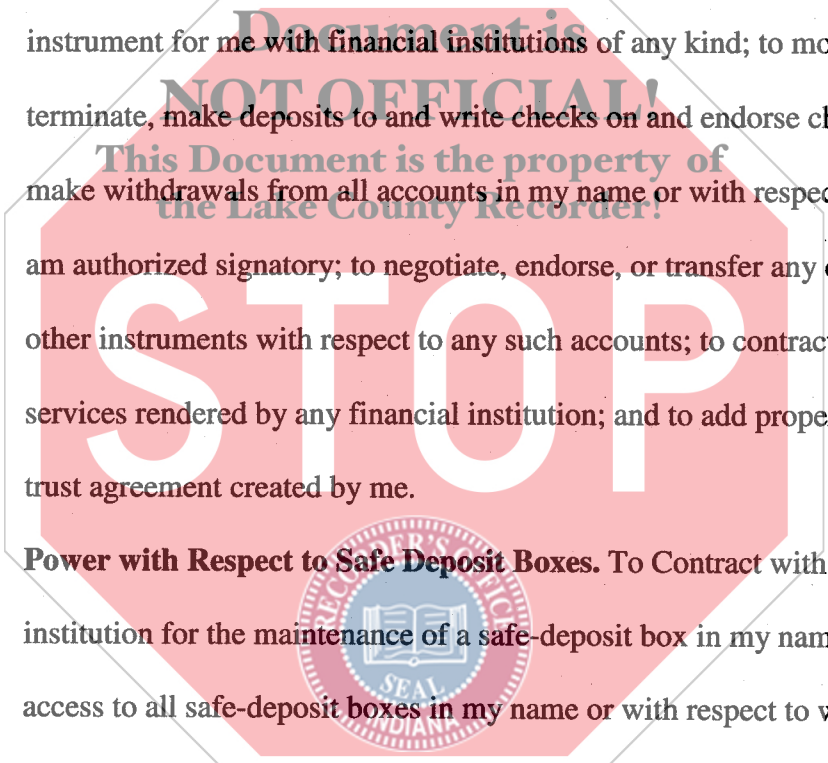 Document is
instrument for me with financial institutions of any kind; to mo
NOT OFFICIAL!
terminate, make deposits to and write checks on and endorse ch
This Document is the property of
make withdrawals from all accounts in my name or with respec
the Lake County Recorder!
am authorized signatory; to negotiate, endorse, or transfer any
other instruments with respect to any such accounts; to contrac
services rendered by any financial institution; and to add prope
trust agreement created by me.
STOP
Power with Respect to Safe Deposit Boxes. To Contract with
institution for the maintenance of a safe-deposit box in my nam
access to all safe-deposit boxes in my name or with respect to w
RECORDER'S OFFICE
SEAL
INDIANA